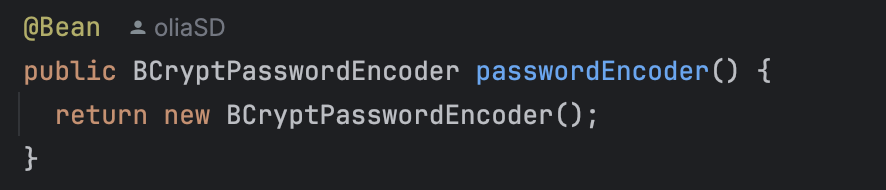 @Bean oliaSD
public BCryptPasswordEncoder passwordEncoder() {
return new BCryptPasswordEncoder();
}